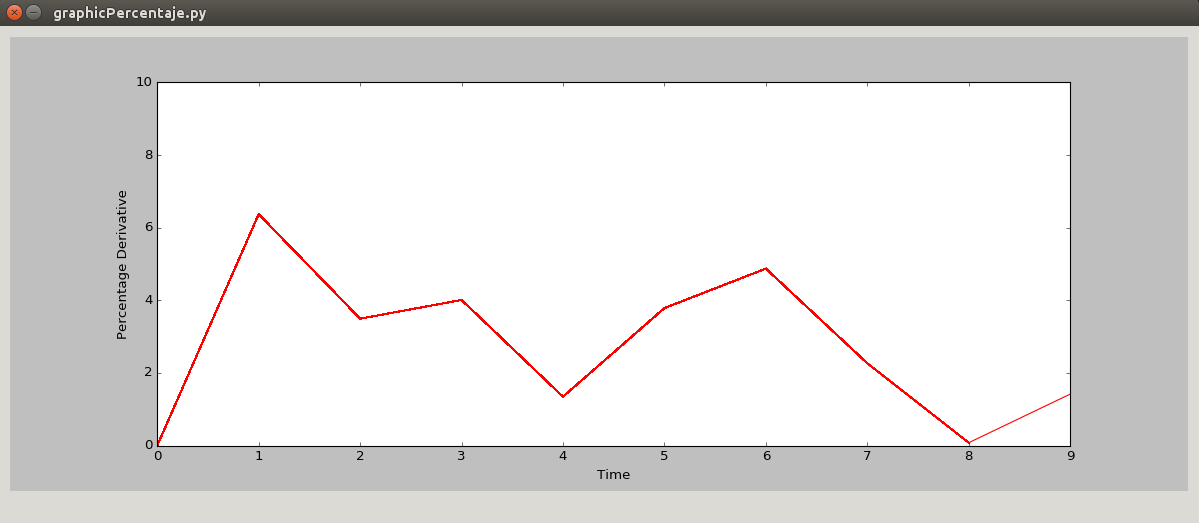 graphicPercentaje.py
10
8
6
4
2
0
Percentage Derivative
0 1 2 3 4 5 6 7 8 9
Time